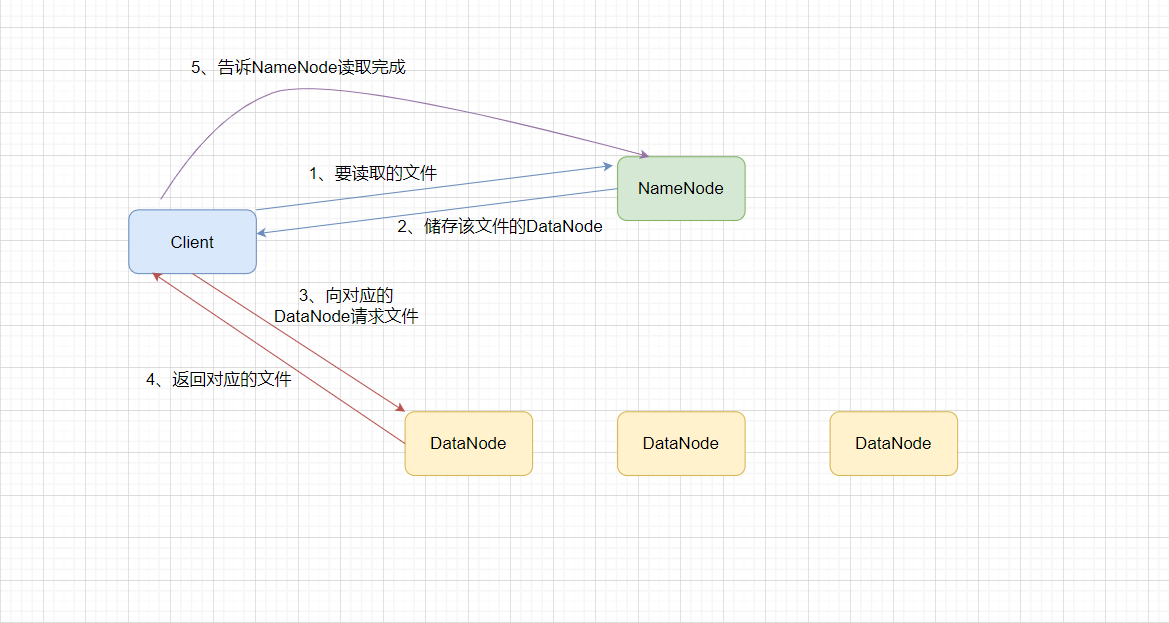 5、告诉NameNode读取完成
1、要读取的文件
NameNode
2、储存该文件的DataNode
Client
3、向对应的
DataNode请求文件
4、返回对应的文件
DataNode
DataNode
DataNode